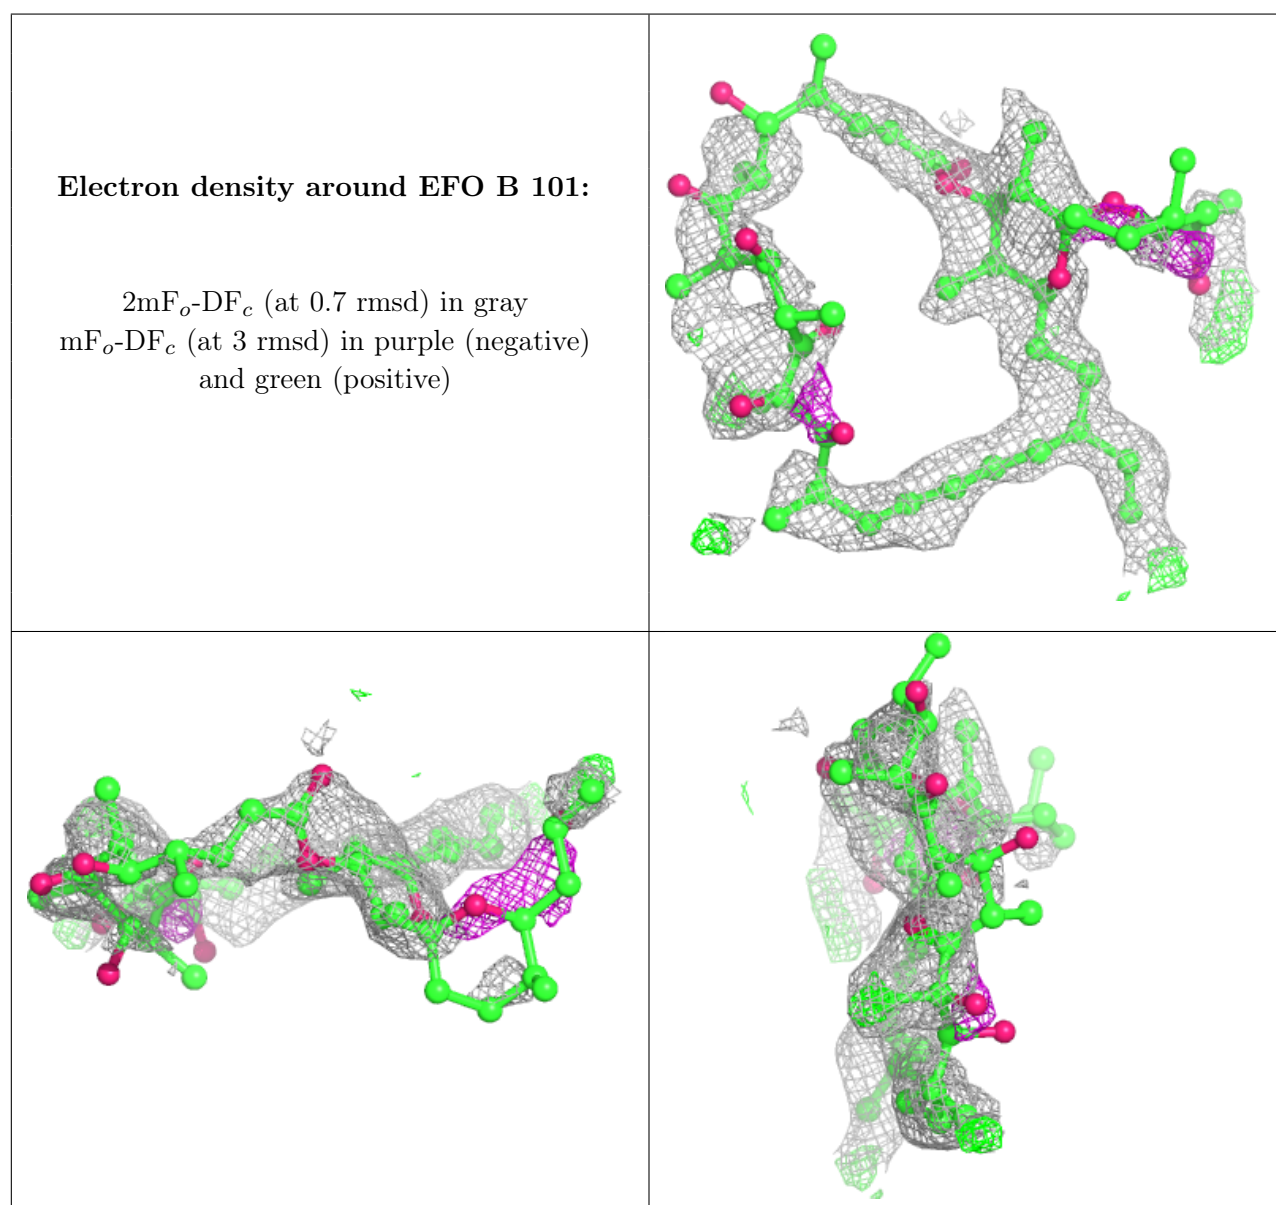 Electron density around EFO B 101:
2mFo-DFc (at 0.7 rmsd) in gray
mFo-DFc (at 3 rmsd) in purple (negative)
and green (positive)